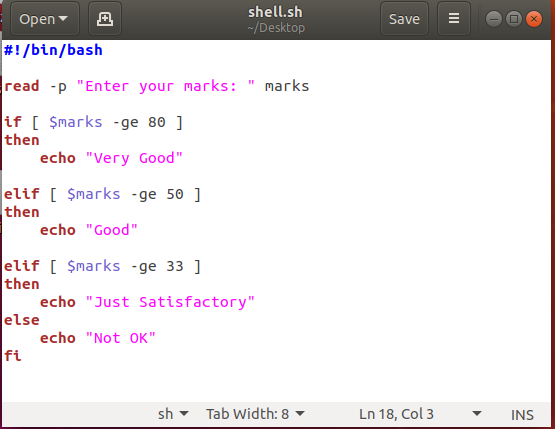 Open
shell.sh
~/Desktop
Save
#!/bin/bash
read -p "Enter your marks: " marks
if [ $marks -ge 80 ]
then
echo "Very Good"
elif [ $marks -ge 50 ]
then
echo "Good"
elif [ $marks -ge 33 ]
then
echo "Just Satisfactory"
else
echo "Not OK"
fi
sh Tab Width: 8 Ln 18, Col 3 INS